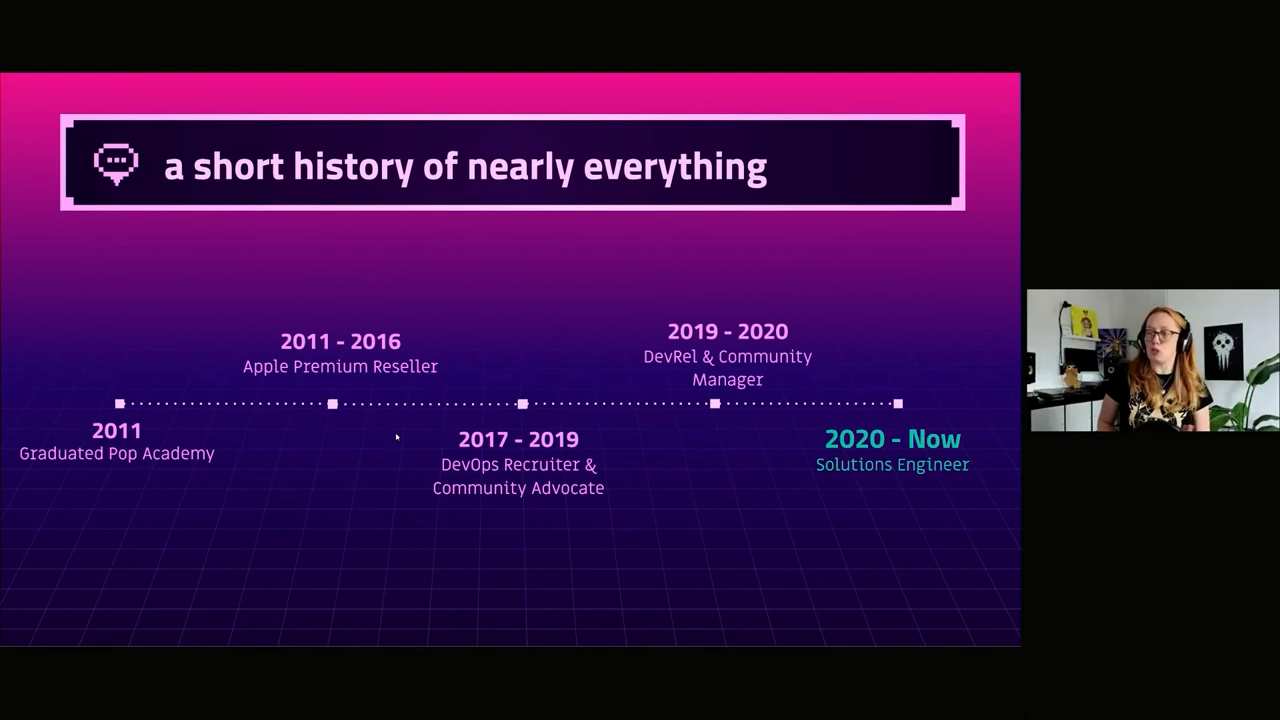 a short history of nearly everything
2011
Graduated Pop Academy
2011 - 2016
Apple Premium Reseller
2017 - 2019
DevOps Recruiter &
Community Advocate
2019 - 2020
DevRel & Community
Manager
2020 - Now
Solutions Engineer